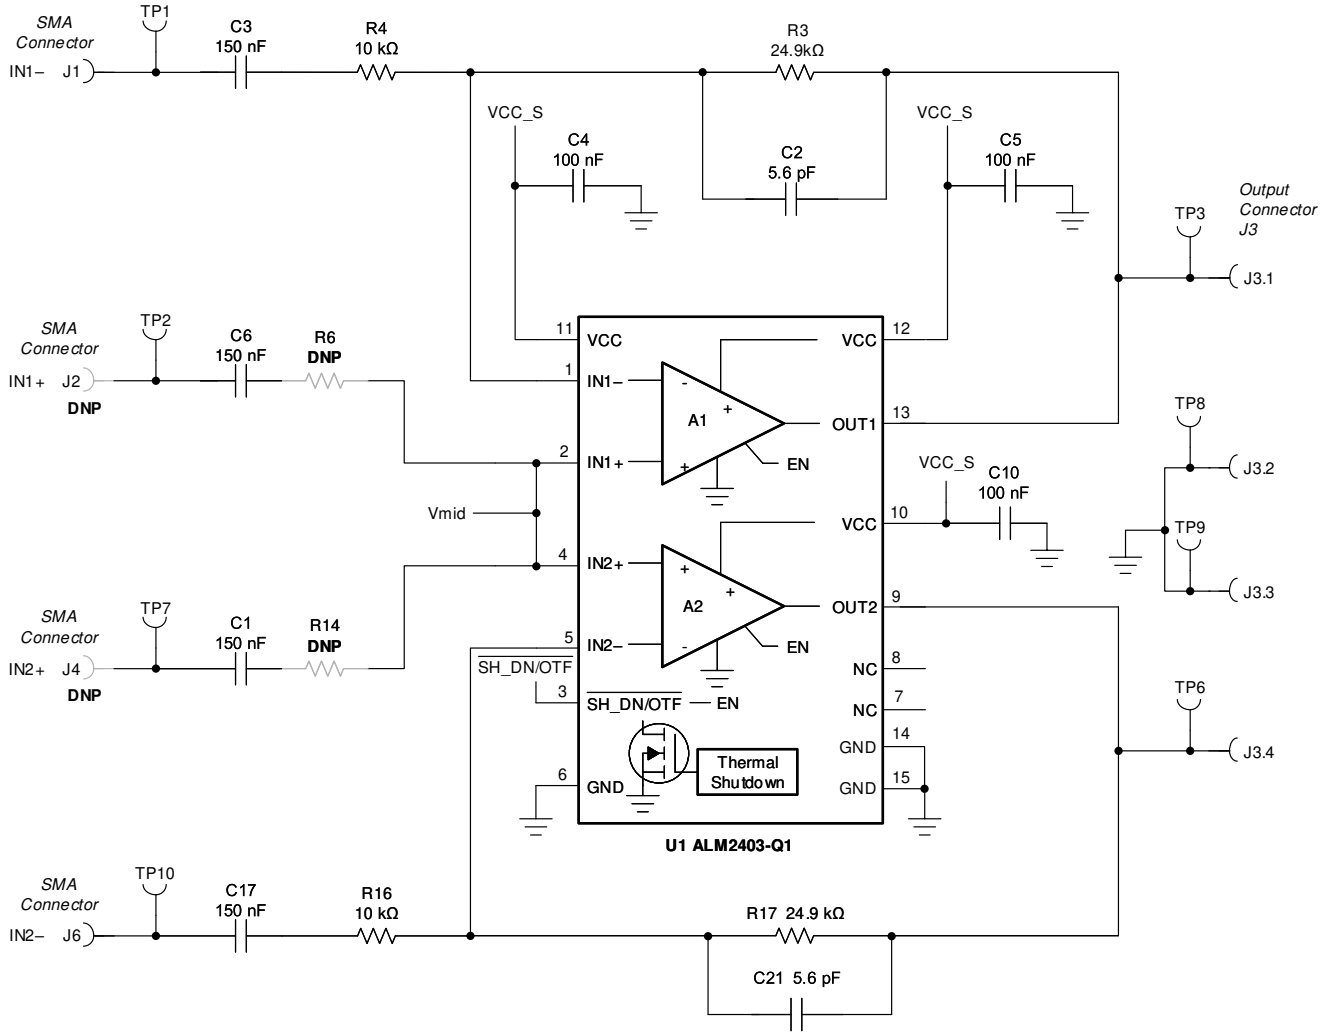 SMA
Connector
TP1
IN1– J1
C3
150 nF
R4
10 kΩ
R3
24.9kΩ
VCC_S
C4
100 nF
C2
5.6 pF
VCC_S
C5
100 nF
TP3
Output
Connector
J3
J3.1
SMA
Connector
TP2
IN1+ J2
DNP
C6
150 nF
R6
DNP
11
VCC
VCC
12
1
IN1–
-
+
A1
+
EN
OUT1
13
2
IN1+
Vmid
VCC_S
C10
100 nF
VCC
10
TP8
J3.2
TP9
J3.3
4
IN2+
+
+
A2
-
EN
OUT2
9
5
IN2–
SMA
Connector
TP7
IN2+ J4
DNP
C1
150 nF
R14
DNP
SH_DN/OTF
3
SH_DN/OTF
EN
NC
8
NC
7
GND
14
GND
15
6
GND
Thermal
Shutdown
TP6
J3.4
U1 ALM2403-Q1
SMA
Connector
TP10
IN2– J6
C17
150 nF
R16
10 kΩ
R17 24.9 kΩ
C21 5.6 pF